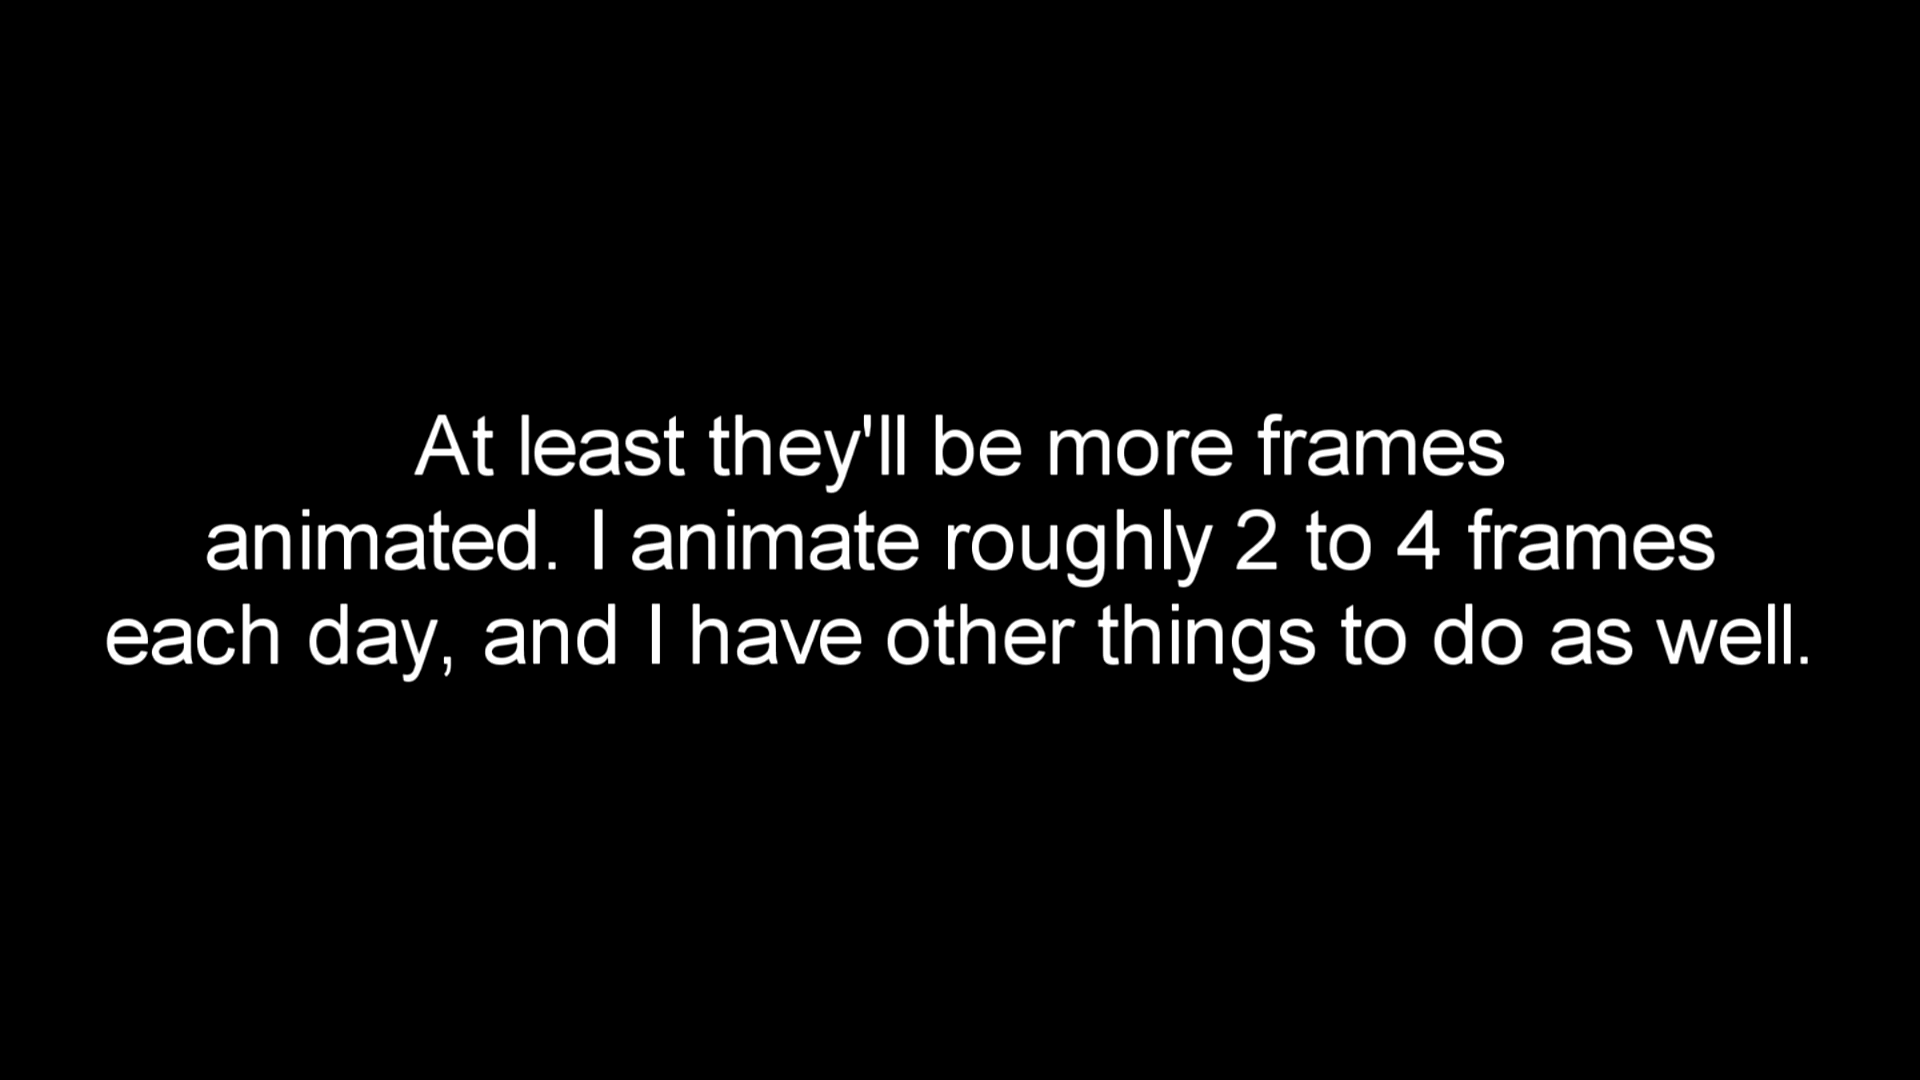 At least they'll be more frames
animated. I animate roughly 2 to 4 frames
each day, and I have other things to do as well.